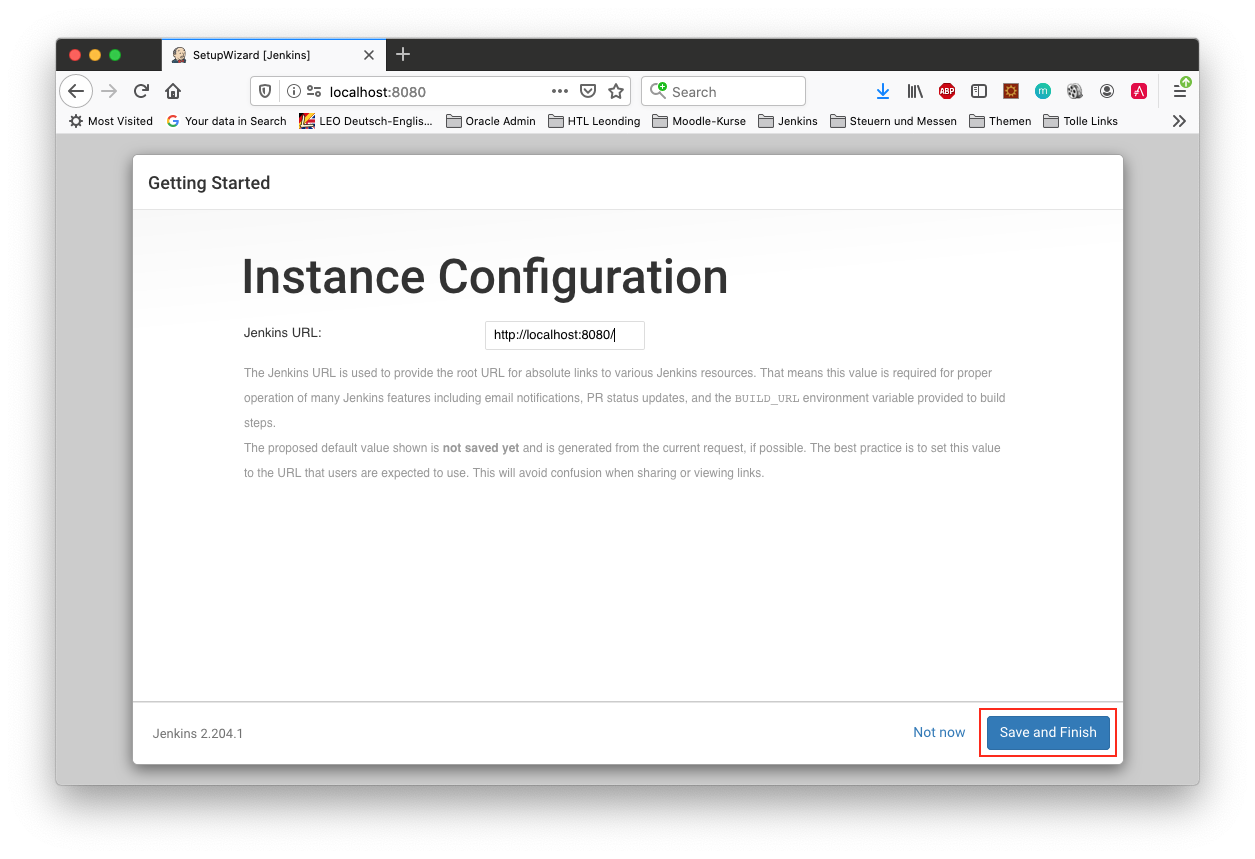 SetupWizard [Jenkins]
localhost:8080
Search
ABP
m
Most Visited
Your data in Search
LEO Deutsch-Englis...
Oracle Admin
HTL Leonding
Moodle-Kurse
Jenkins
Steuern und Messen
Themen
Tolle Links
Getting Started
Instance Configuration
Jenkins URL:
http://localhost:8080/
The Jenkins URL is used to provide the root URL for absolute links to various Jenkins resources. That means this value is required for proper
operation of many Jenkins features including email notifications, PR status updates, and the BUILD_URL environment variable provided to build
steps.
The proposed default value shown is not saved yet and is generated from the current request, if possible. The best practice is to set this value
to the URL that users are expected to use. This will avoid confusion when sharing or viewing links.
Jenkins 2.204.1
Not now
Save and Finish